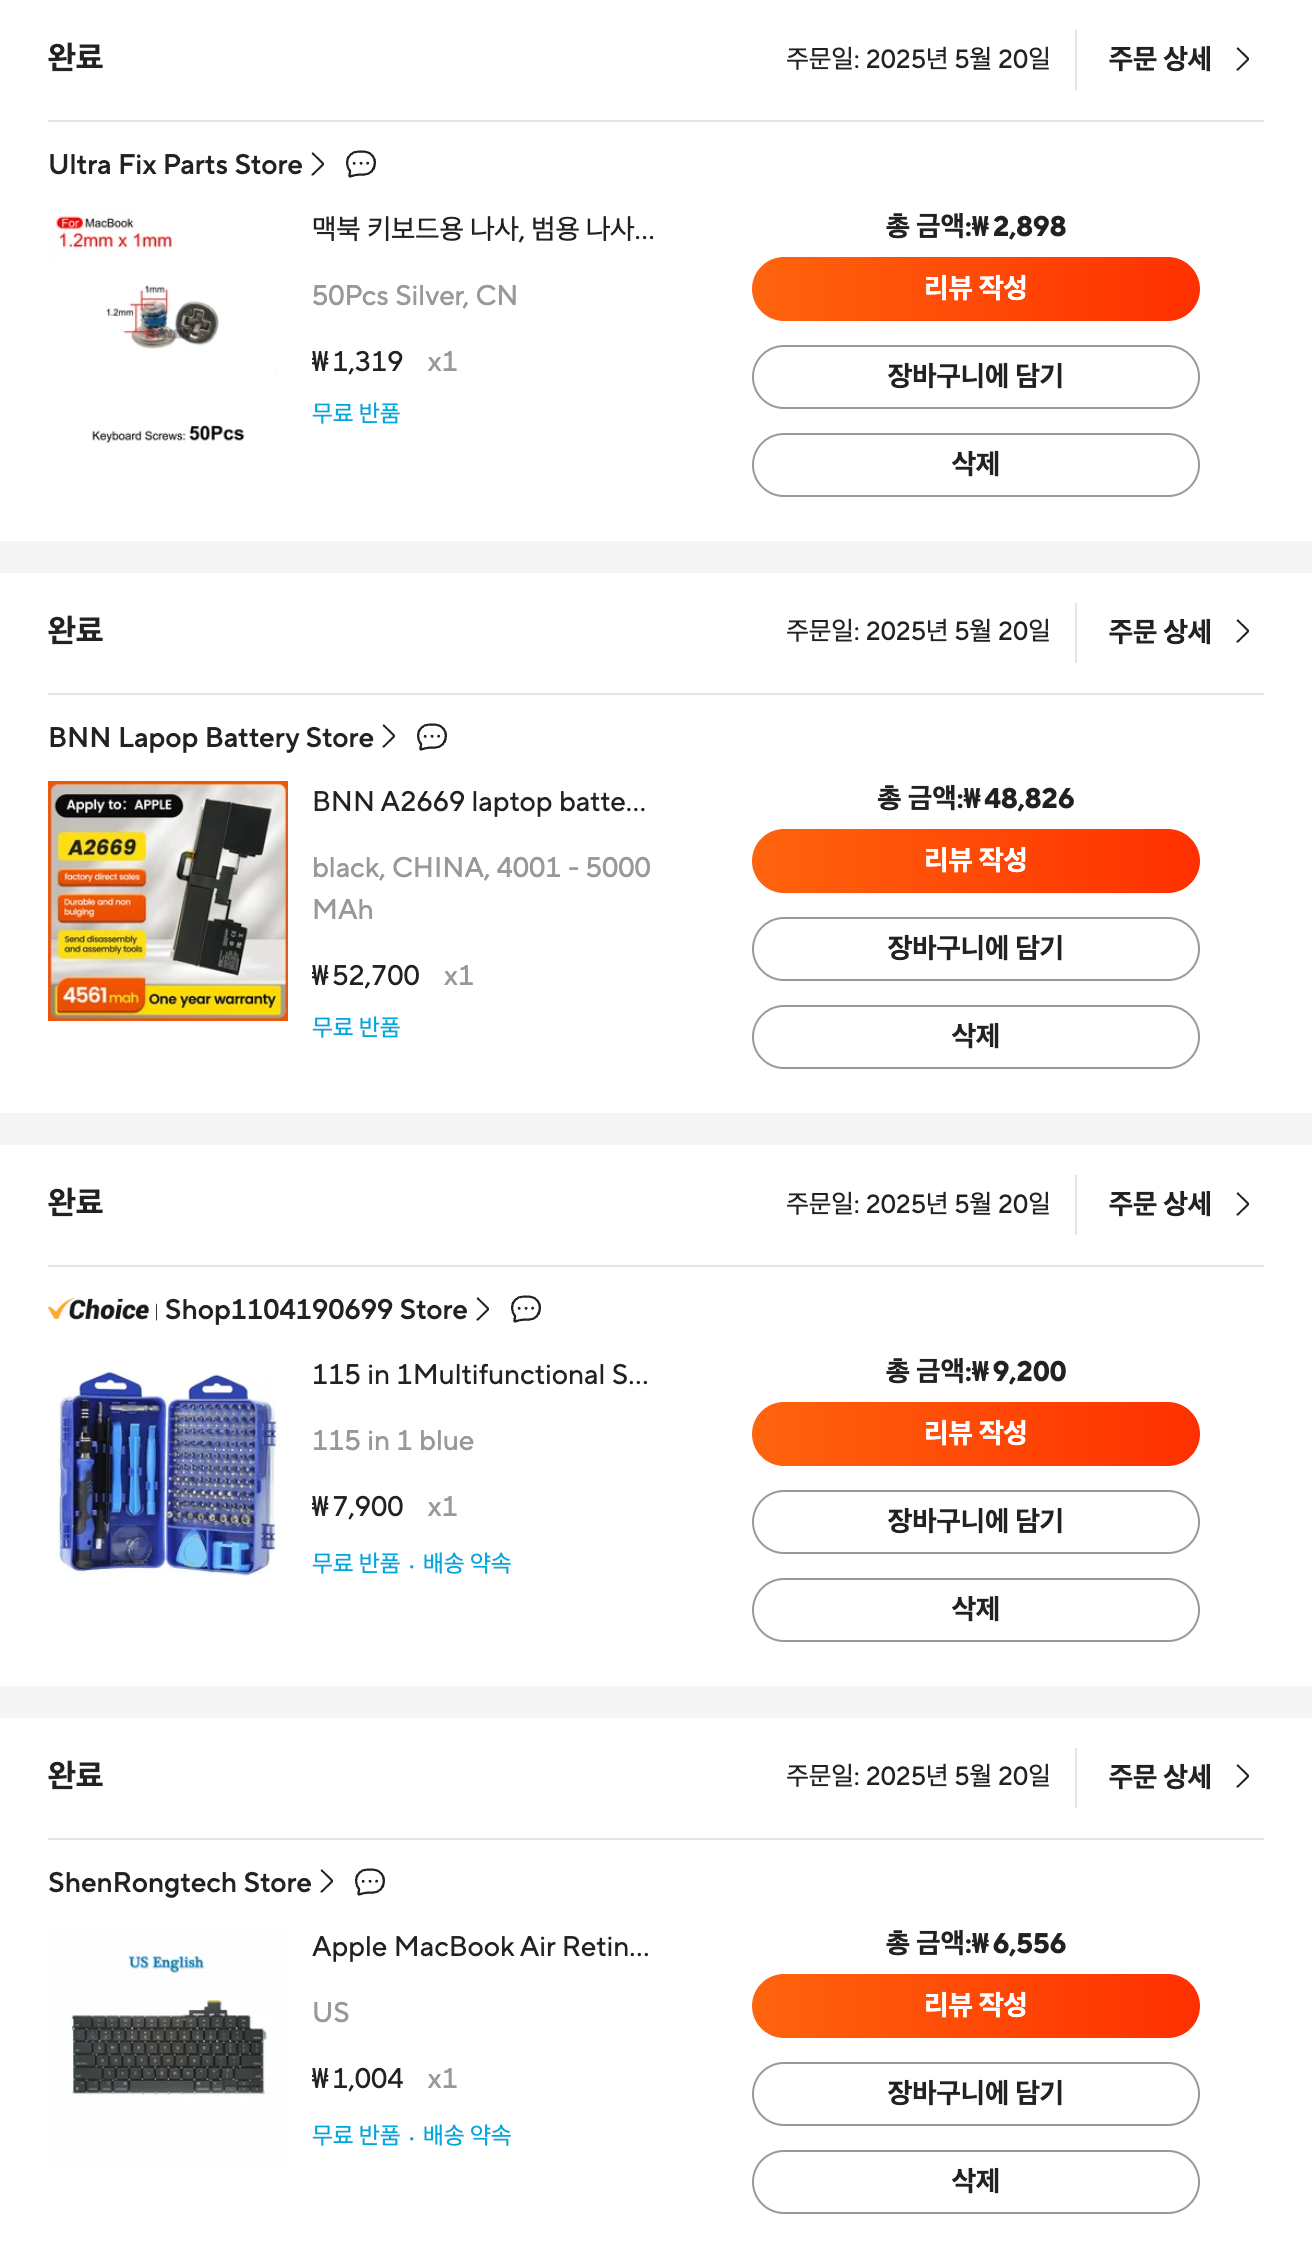 완료
주문일: 2025년 5월 20일
주문 상세
Ultra Fix Parts Store
For MacBook
1.2mm x 1mm
1mm
1.2mm
Keyboard Screws: 50Pcs
맥북 키보드용 나사, 범용 나사...
50Pcs Silver, CN
₩1,319 x1
무료 반품
총 금액:₩2,898
리뷰 작성
장바구니에 담기
삭제
완료
주문일: 2025년 5월 20일
주문 상세
BNN Lapop Battery Store
Apply to: APPLE
A2669
factory direct sales
Durable and non
bulging
Send disassembly
and assembly tools
4561mah One year warranty
BNN A2669 laptop batte...
black, CHINA, 4001 - 5000
MAh
₩52,700 x1
무료 반품
총 금액:₩48,826
리뷰 작성
장바구니에 담기
삭제
완료
주문일: 2025년 5월 20일
주문 상세
Choice | Shop1104190699 Store
115 in 1Multifunctional S...
115 in 1 blue
₩7,900 x1
무료 반품 · 배송 약속
총 금액:₩9,200
리뷰 작성
장바구니에 담기
삭제
완료
주문일: 2025년 5월 20일
주문 상세
ShenRongtech Store
US English
Apple MacBook Air Retin...
US
₩1,004 x1
무료 반품 · 배송 약속
총 금액:₩6,556
리뷰 작성
장바구니에 담기
삭제